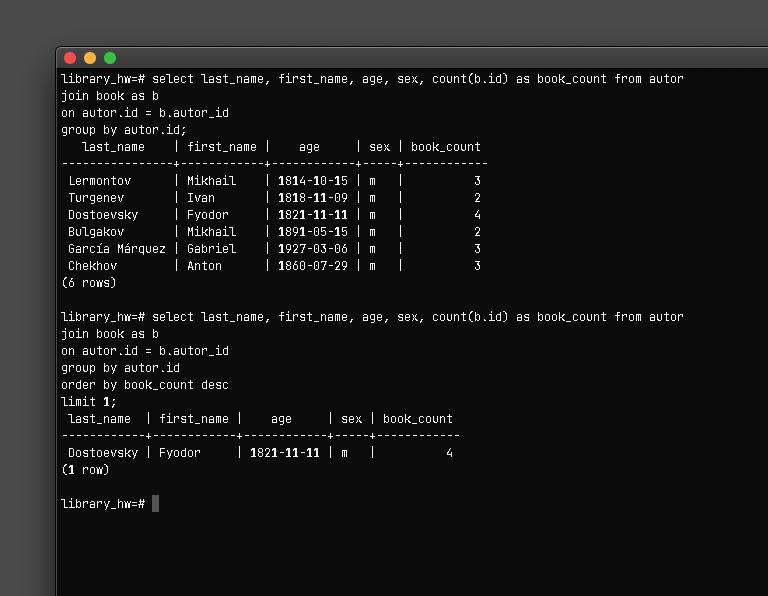 library_hw=# select last_name, first_name, age, sex, count(b.id) as book_count from autor
join book as b
on autor.id = b.autor_id
group by autor.id;
   last_name    | first_name |    age     | sex | book_count
----------------+------------+------------+-----+------------
 Lermontov      | Mikhail    | 1814-10-15 | m   |          3
 Turgenev       | Ivan       | 1818-11-09 | m   |          2
 Dostoevsky     | Fyodor     | 1821-11-11 | m   |          4
 Bulgakov       | Mikhail    | 1891-05-15 | m   |          2
 García Márquez | Gabriel    | 1927-03-06 | m   |          3
 Chekhov        | Anton      | 1860-07-29 | m   |          3
(6 rows)
library_hw=# select last_name, first_name, age, sex, count(b.id) as book_count from autor
join book as b
on autor.id = b.autor_id
group by autor.id
order by book_count desc
limit 1;
 last_name  | first_name |    age     | sex | book_count
------------+------------+------------+-----+------------
 Dostoevsky | Fyodor     | 1821-11-11 | m   |          4
(1 row)
library_hw=#